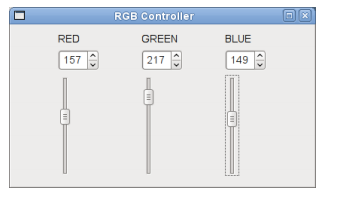 RGB Controller
RED GREEN BLUE
157 217 149